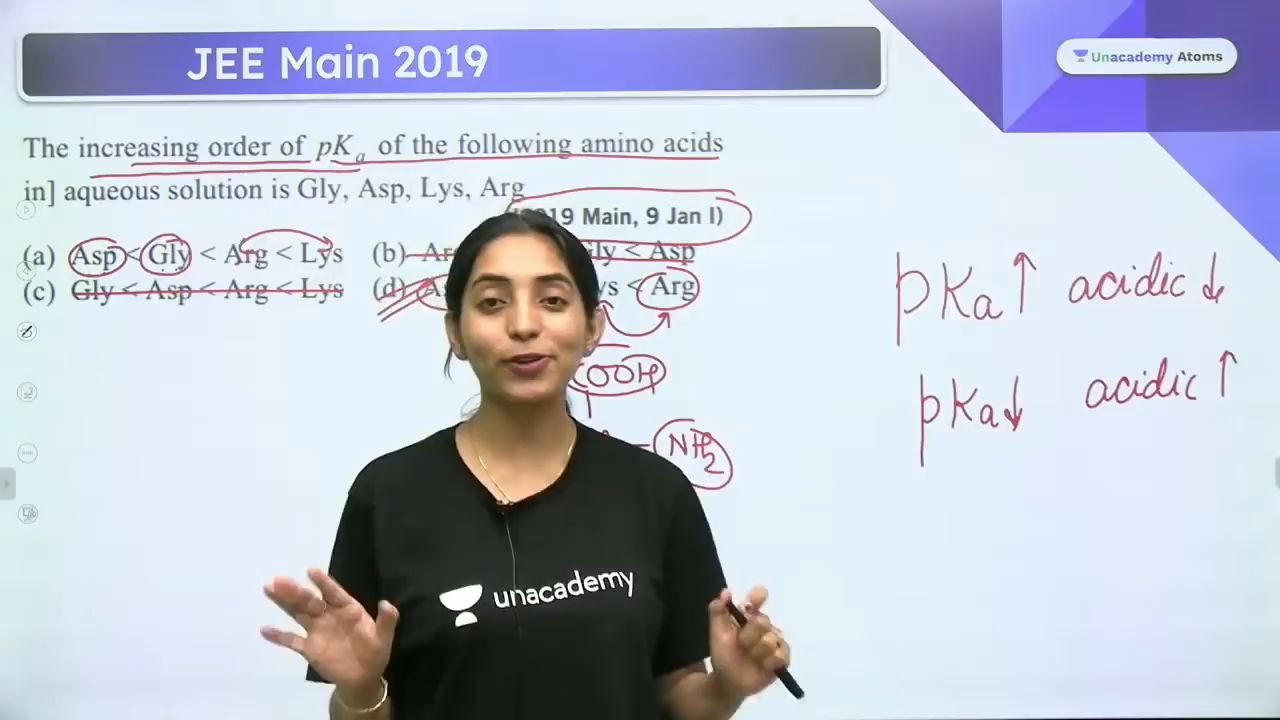 JEE Main 2019
Unacademy Atoms
The increasing order of pKa of the following amino acids
in] aqueous solution is Gly, Asp, Lys, Arg
19 Main, 9 Jan I)
(a) Asp < Gly < Arg < Lys (b) Gly < Asp
(c) Gly < Asp < Arg < Lys (d) < Arg
pKa↑ acidic↓
COOH
pKa↓ acidic↑
NH2
unacademy